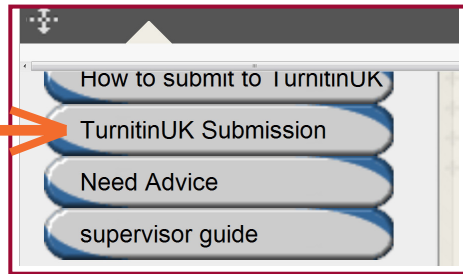 How to submit to TurnitinUK
TurnitinUK Submission
Need Advice
supervisor guide